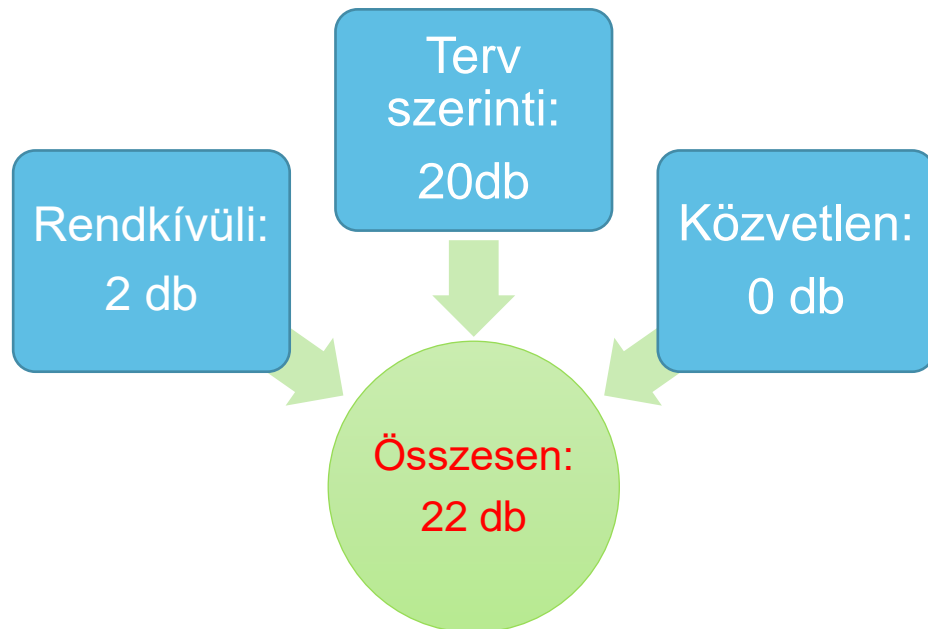 Terv
szerinti:
20db
Rendkívüli:
2 db
Közvetlen:
0 db
Összesen:
22 db